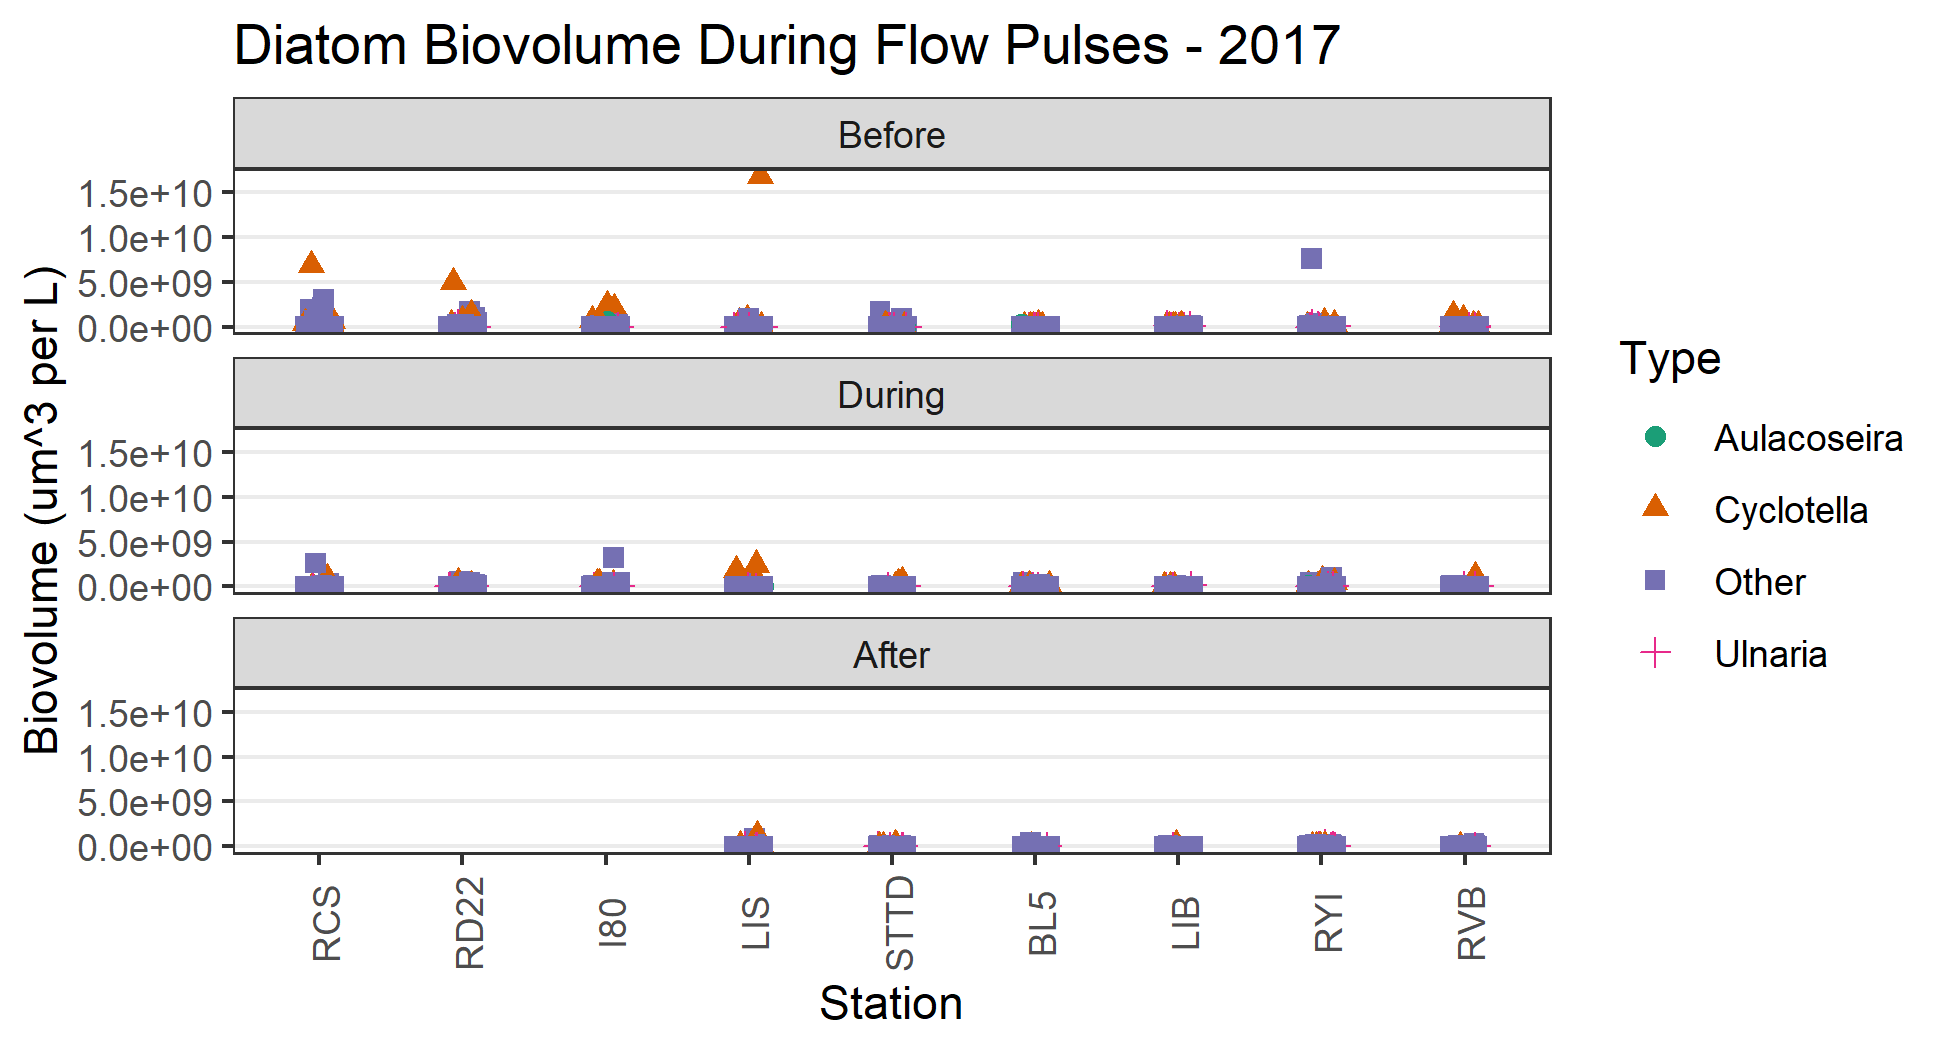 Diatom Biovolume During Flow Pulses - 2017
Before
1.5e+10
1.0e+10
5.0e+09
0.0e+00
During
1.5e+10
1.0e+10
5.0e+09
0.0e+00
After
1.5e+10
1.0e+10
5.0e+09
0.0e+00
Biovolume (um^3 per L)
RCS
RD22
I80
LIS
STTD
BL5
LIB
RYI
RVB
Station
Type
Aulacoseira
Cyclotella
Other
Ulnaria